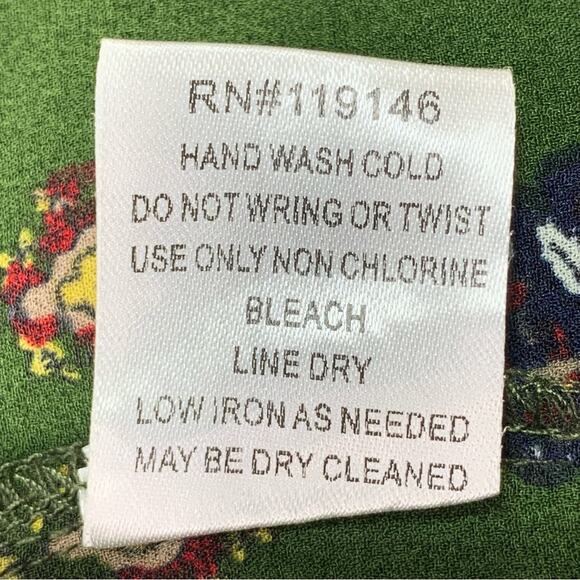 RN#119146
HAND WASH COLD
DO NOT WRING OR TWIST
USE ONLY NON CHLORINE
BLEACH
LINE DRY
LOW IRON AS NEEDED
MAY BE DRY CLEANED